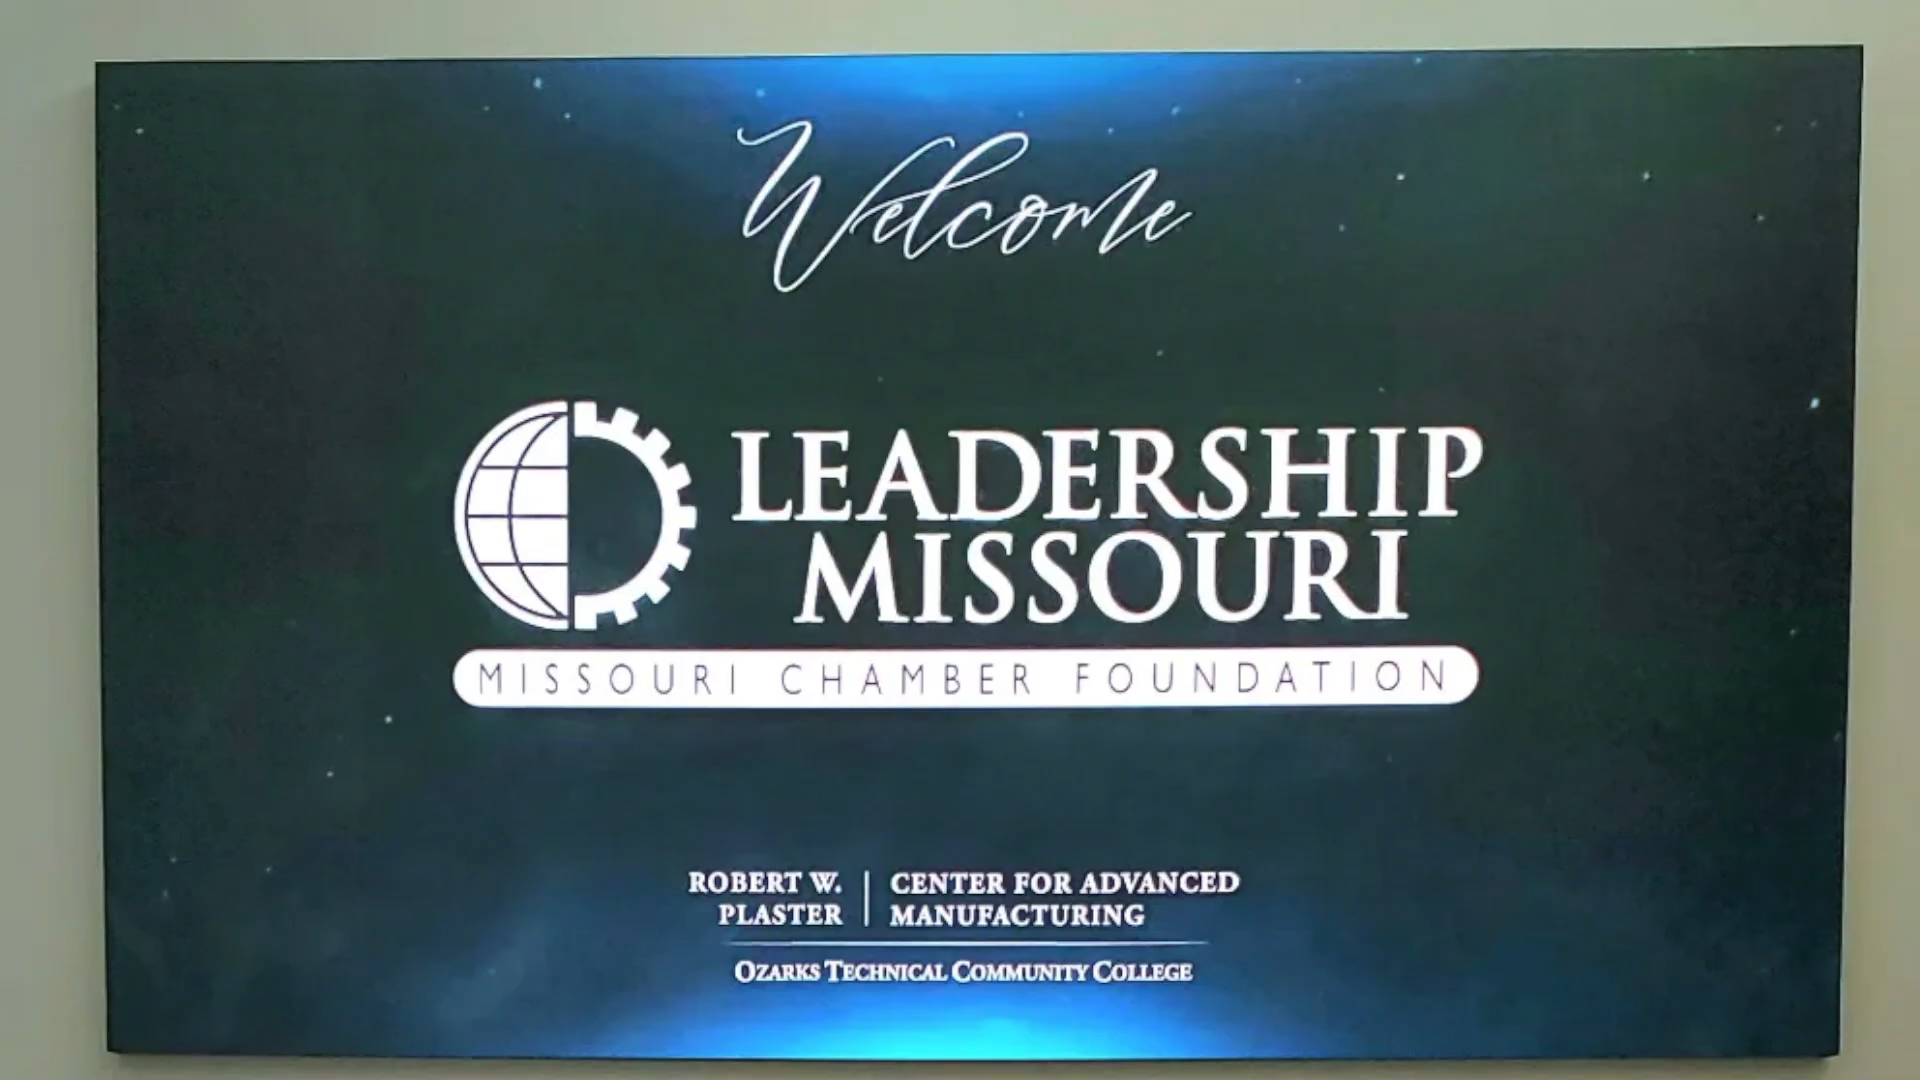 Welcome
LEADERSHIP
MISSOURI
MISSOURI CHAMBER FOUNDATION
ROBERT W. PLASTER | CENTER FOR ADVANCED MANUFACTURING
OZARKS TECHNICAL COMMUNITY COLLEGE